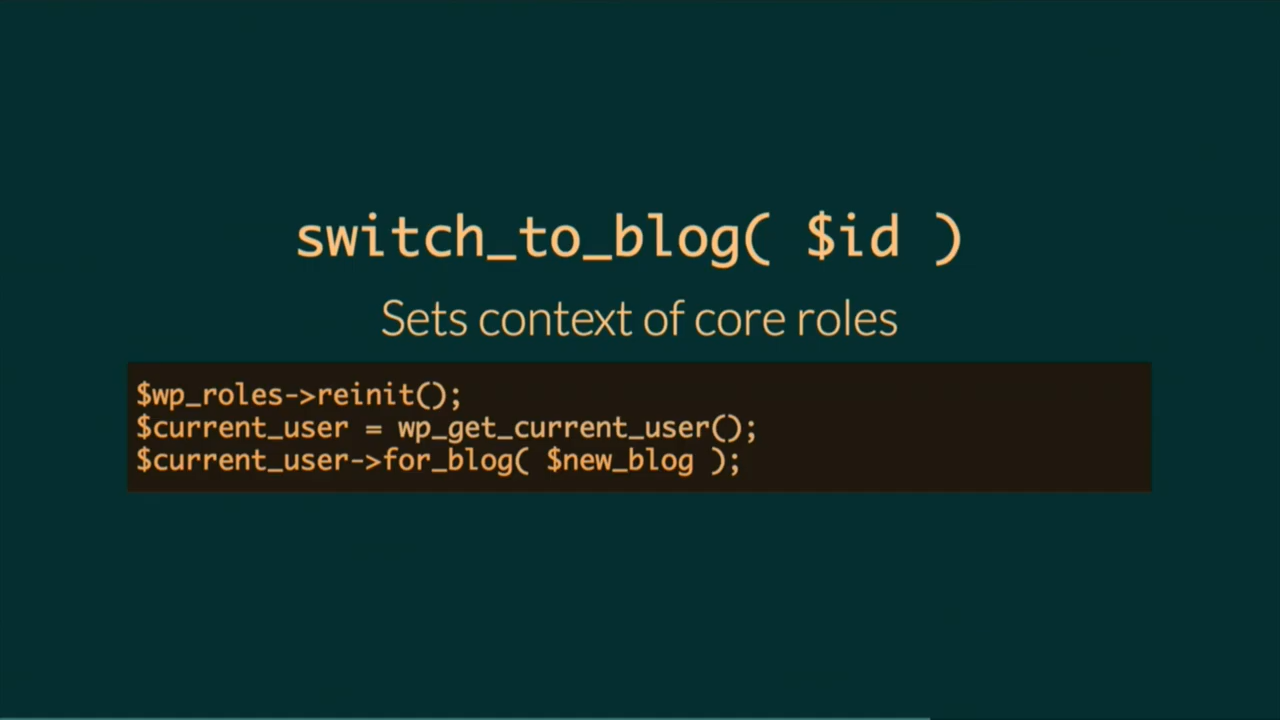 switch_to_blog( $id )
Sets context of core roles
$wp_roles->reinit();
$current_user = wp_get_current_user();
$current_user->for_blog( $new_blog );